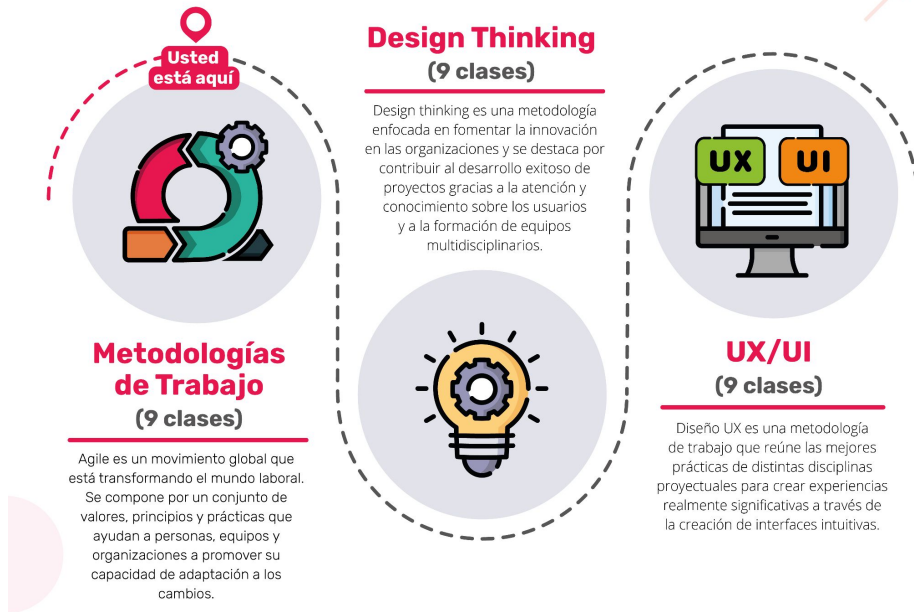 Usted
está aquí
Metodologías
de Trabajo
(9 clases)
Agile es un movimiento global que
está transformando el mundo laboral.
Se compone por un conjunto de
valores, principios y prácticas que
ayudan a personas, equipos y
organizaciones a promover su
capacidad de adaptación a los
cambios.
Design Thinking
(9 clases)
Design thinking es una metodología
enfocada en fomentar la innovación
en las organizaciones y se destaca por
contribuir al desarrollo exitoso de
proyectos gracias a la atención y
conocimiento sobre los usuarios
y a la formación de equipos
multidisciplinarios.
UX
UI
UX/UI
(9 clases)
Diseño UX es una metodología
de trabajo que reúne las mejores
prácticas de distintas disciplinas
proyectuales para crear experiencias
realmente significativas a través de
la creación de interfaces intuitivas.